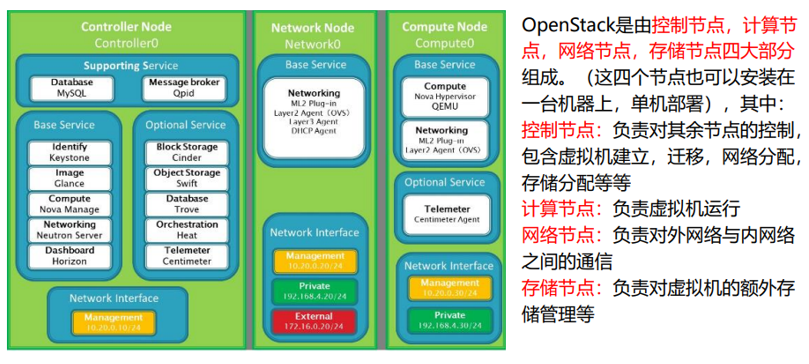 Controller Node
Controller0
Supporting Service
Database
MySQL
Message broker
Qpid
Base Service
Identify
Keystone
Image
Glance
Compute
Nova Manage
Networking
Neutron Server
Dashboard
Horizon
Optional Service
Block Storage
Cinder
Object Storage
Swift
Database
Trove
Orchestration
Heat
Telemeter
Centimeter
Network Interface
Management
10.20.0.10/24
Network Node
Network0
Base Service
Networking
ML2 Plug-in
Layer2 Agent（OVS）
Layer3 Agent
DHCP Agent
Network Interface
Management
10.20.0.20/24
Private
192.168.4.20/24
External
172.16.0.20/24
Compute Node
Compute0
Base Service
Compute
Nova Hypervisor
QEMU
Networking
ML2 Plug-in
Layer2 Agent（OVS）
Optional Service
Telemeter
Centimeter Agent
Network Interface
Management
10.20.0.30/24
Private
192.168.4.30/24
OpenStack是由控制节点，计算节
点，网络节点，存储节点四大部分
组成。（这四个节点也可以安装在
一台机器上，单机部署），其中：
控制节点：负责对其余节点的控制，
包含虚拟机建立，迁移，网络分配，
存储分配等等
计算节点：负责虚拟机运行
网络节点：负责对外网络与内网络
之间的通信
存储节点：负责对虚拟机的额外存
储管理等